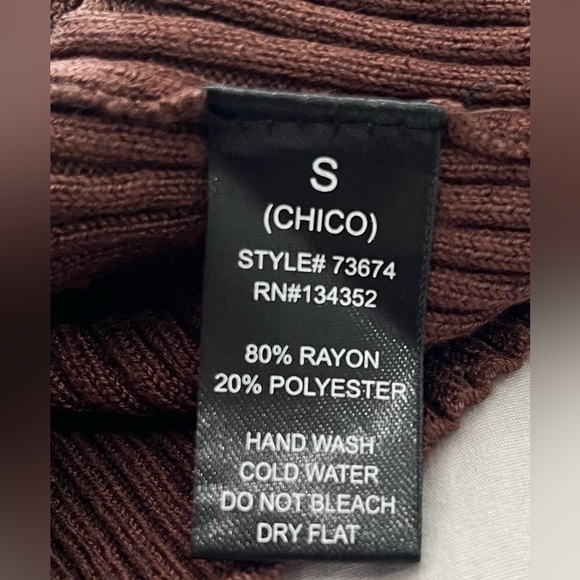 S
(CHICO)
STYLE# 73674
RN#134352
80% RAYON
20% POLYESTER
HAND WASH
COLD WATER
DO NOT BLEACH
DRY FLAT